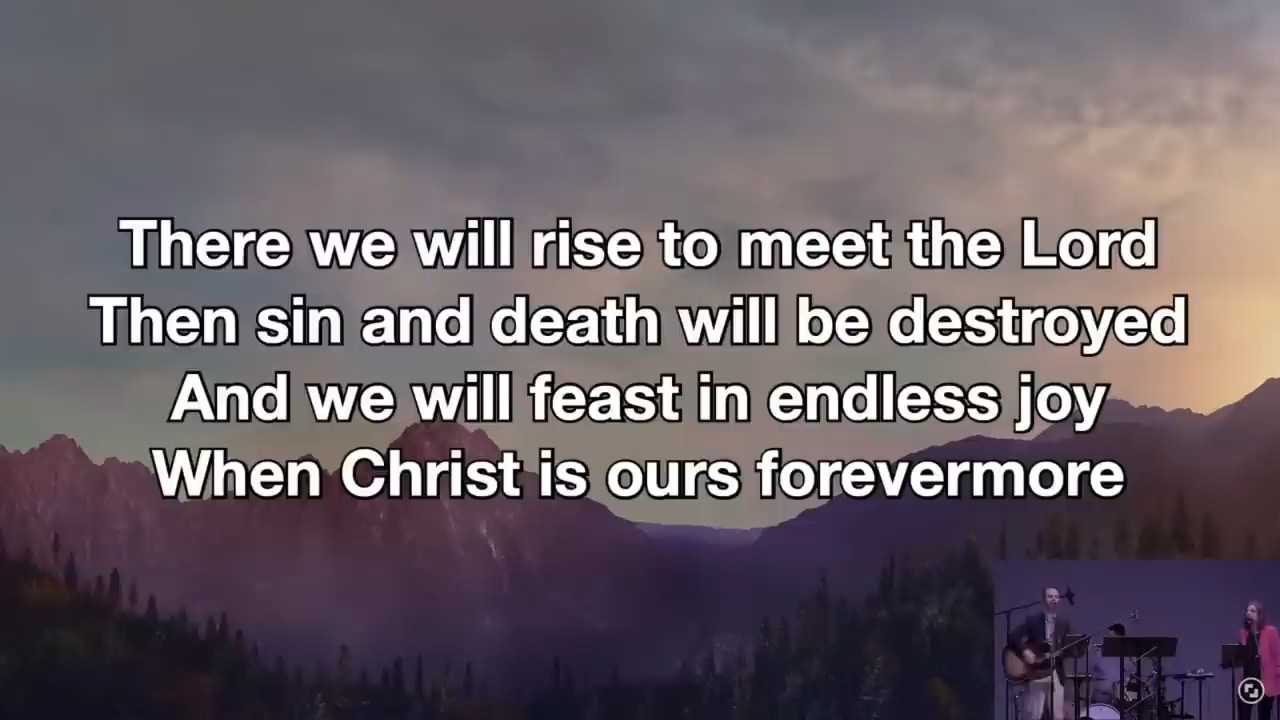 There we will rise to meet the Lord
Then sin and death will be destroyed
And we will feast in endless joy
When Christ is ours forevermore